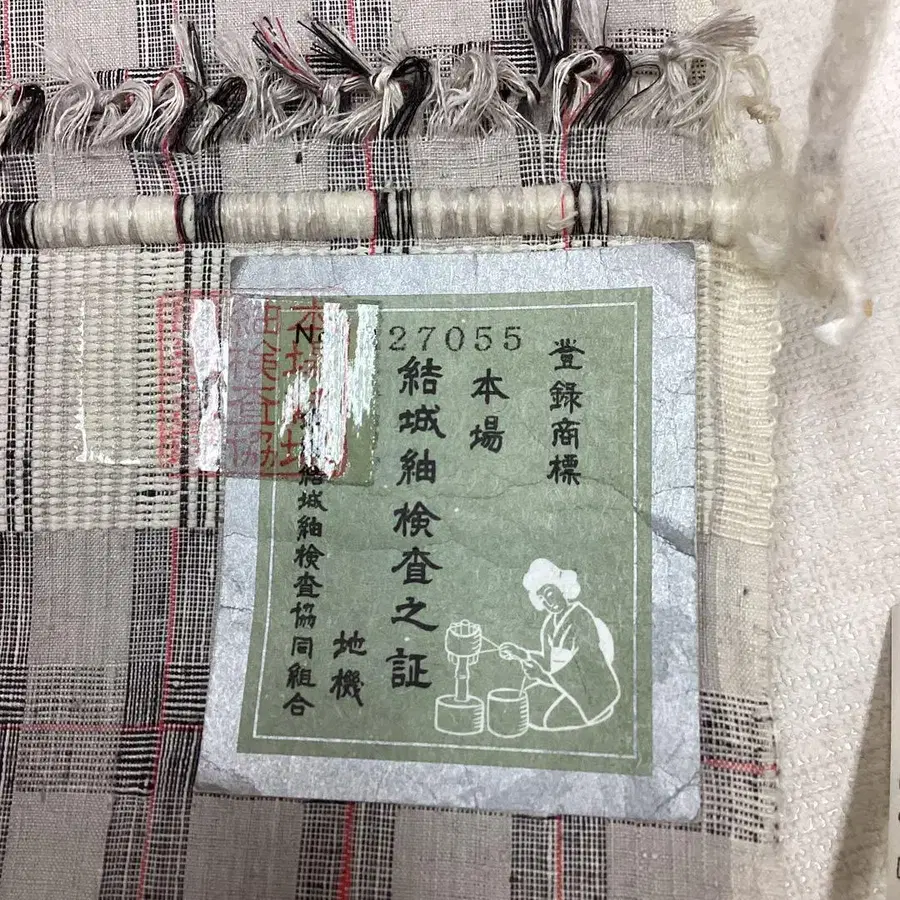 27055
登録商標
本場
結城紬検査之証
地機
結城紬検査協同組合